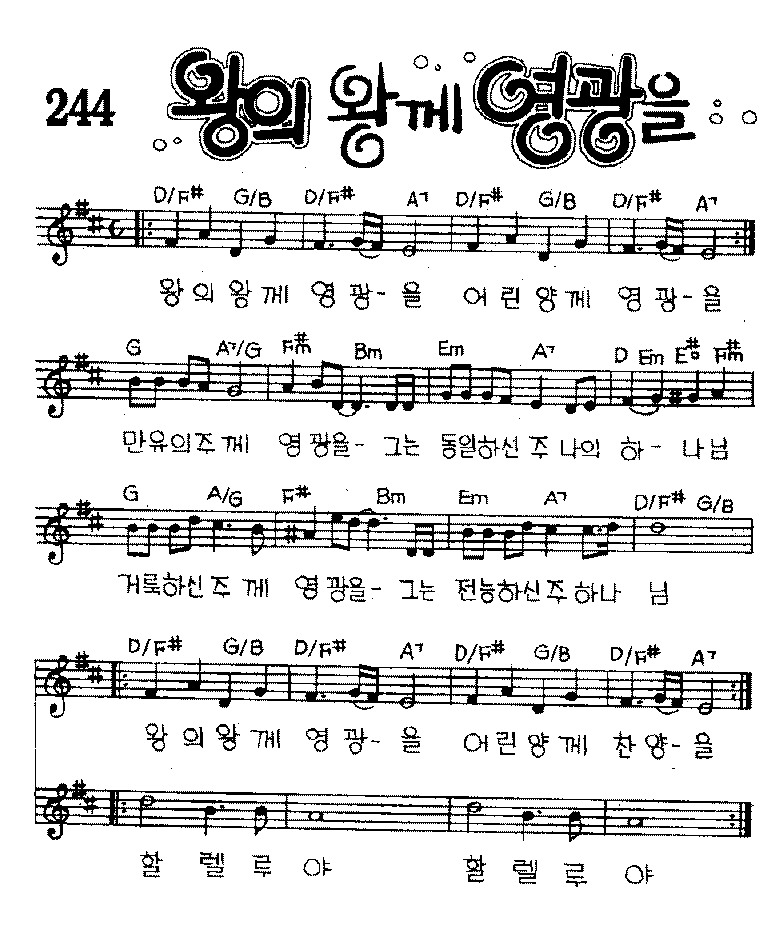 244 왕의 왕께 영광을
D/F# G/B D/F# A7 D/F# G/B D/F# A7
왕 의 왕 께 영 광- 을 어 린 양 께 영 광- 을
G A7/G F#m Bm Em A7 D Em E#o F#m
만유의주 께 영 광을- 그는 동일하신 주 나의 하- 나님
G A/G F# Bm Em A7 D/F# G/B
거룩하신주 께 영 광을- 그는 전능하신주 하나 님
D/F# G/B D/F# A7 D/F# G/B D/F# A7
왕 의 왕 께 영 광- 을 어 린 양 께 찬 양- 을
할 렐 루 야 할 렐 루 야